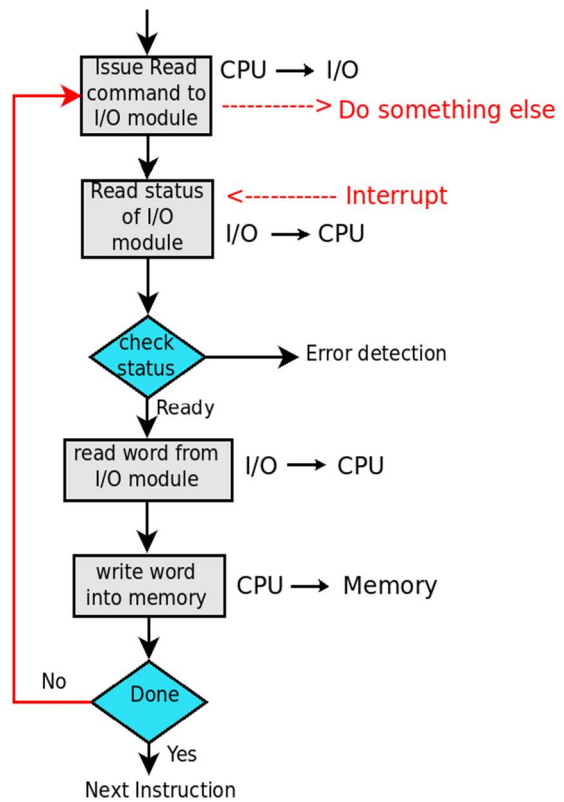 Issue Read
command to
I/O module
CPU → I/O
-----------> Do something else
Read status
of I/O
module
<----------- Interrupt
I/O → CPU
check
status
Error detection
Ready
read word from
I/O module
I/O → CPU
write word
into memory
CPU → Memory
Done
No
Yes
Next Instruction